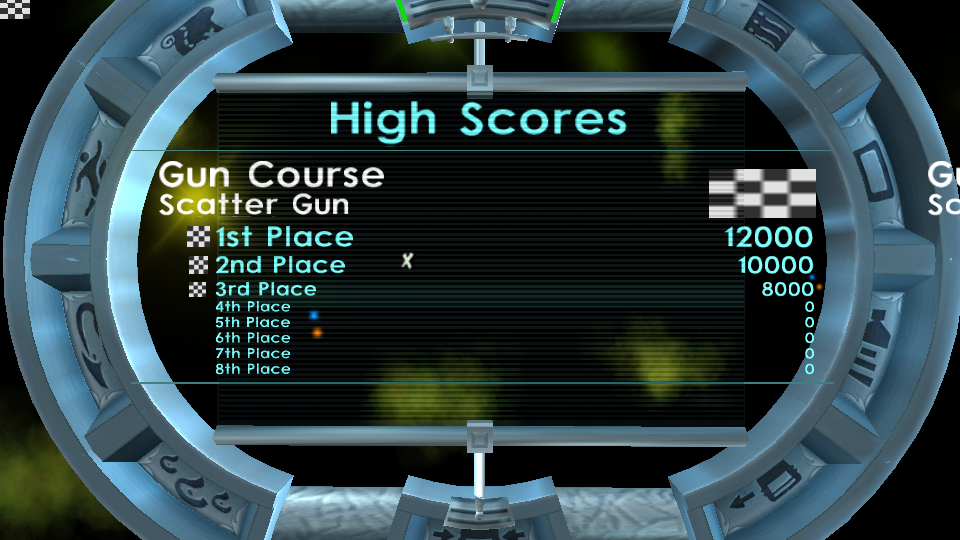 High Scores
Gun Course
Scatter Gun
1st Place 12000
2nd Place 10000
3rd Place 8000
4th Place 0
5th Place 0
6th Place 0
7th Place 0
8th Place 0